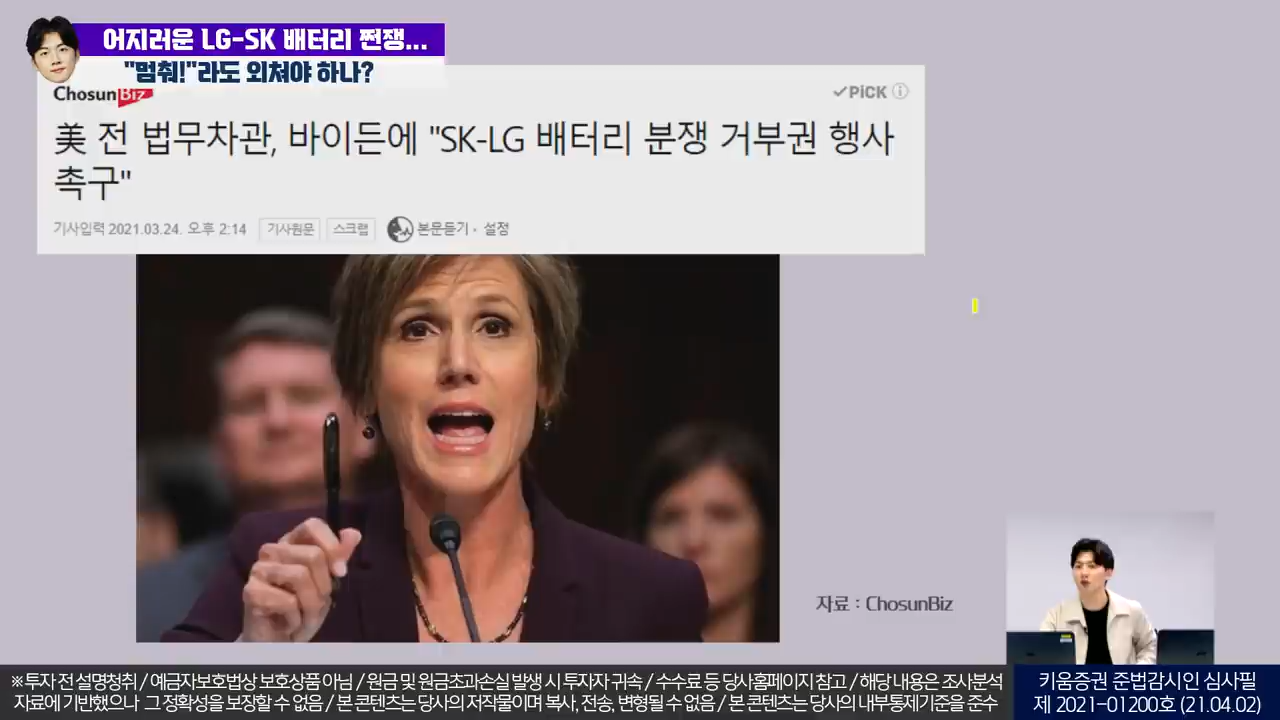 어지러운 LG-SK 배터리 쩐쟁...
"멈춰!"라도 외쳐야 하나?
ChosunBiz
✓PiCK ⓘ
美 전 법무차관, 바이든에 "SK-LG 배터리 분쟁 거부권 행사
촉구"
기사입력 2021.03.24. 오후 2:14 기사원문 스크랩 본문듣기 · 설정
자료 : ChosunBiz
※투자 전 설명청취 / 예금자보호법상 보호상품 아님 / 원금 및 원금초과손실 발생 시 투자자 귀속 / 수수료 등 당사홈페이지 참고 / 해당 내용은 조사분석
자료에 기반했으나 그 정확성을 보장할 수 없음 / 본 콘텐츠는 당사의 저작물이며 복사, 전송, 변형될 수 없음 / 본 콘텐츠는 당사의 내부통제기준을 준수
키움증권 준법감시인 심사필
제 2021-01200호 (21.04.02)